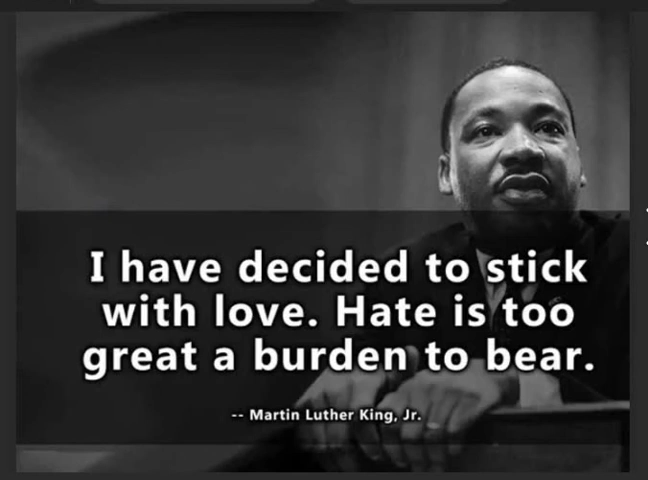 I have decided to stick
with love. Hate is too
great a burden to bear.
-- Martin Luther King, Jr.